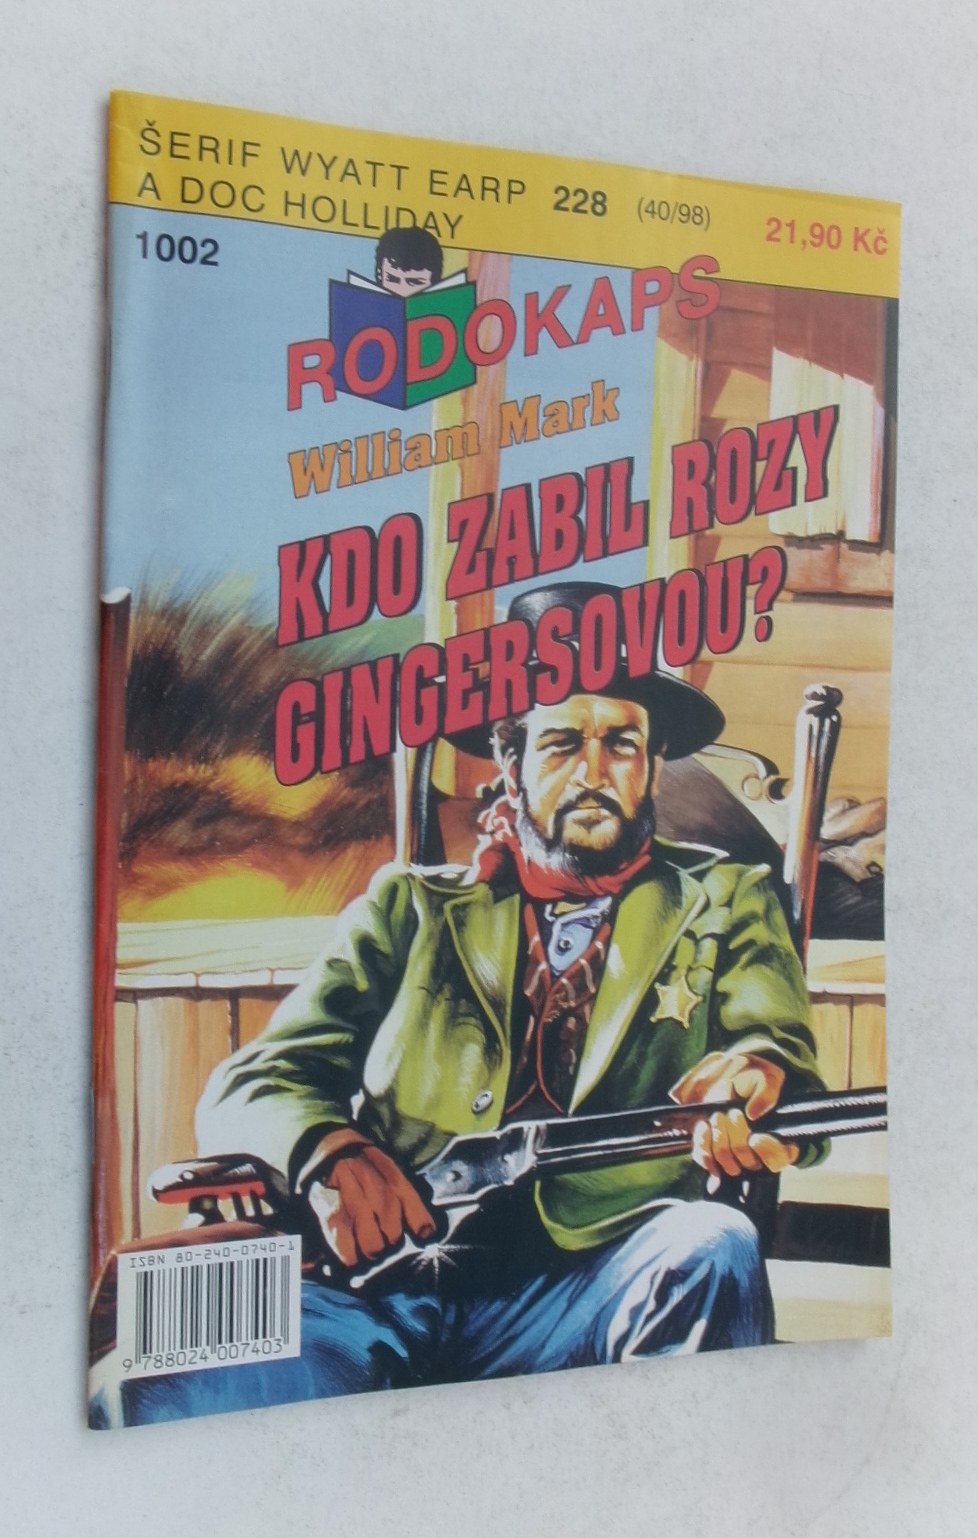 ŠERIF WYATT EARP 228 (40/98) 21,90 Kč
A DOC HOLLIDAY
1002
RODOKAPS
William Mark
KDO ZABIL ROZY
GINGERSOVOU?
ISBN 80-240-0740-1
9 788024 007403